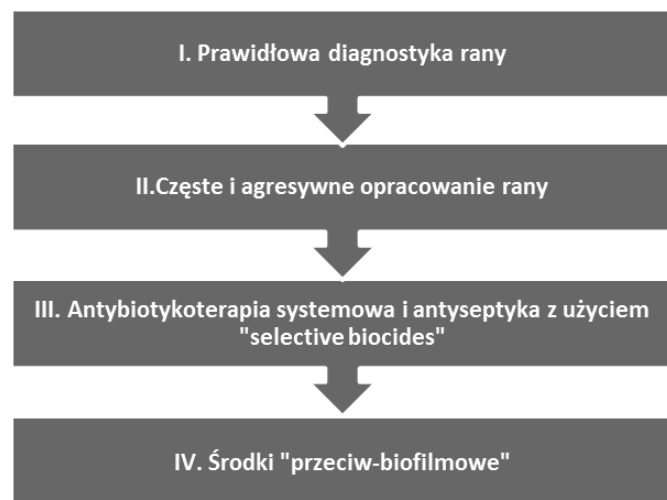 I. Prawidłowa diagnostyka rany
II.Częste i agresywne opracowanie rany
III. Antybiotykoterapia systemowa i antyseptyka z użyciem
"selective biocides"
IV. Środki "przeciw-biofilmowe"